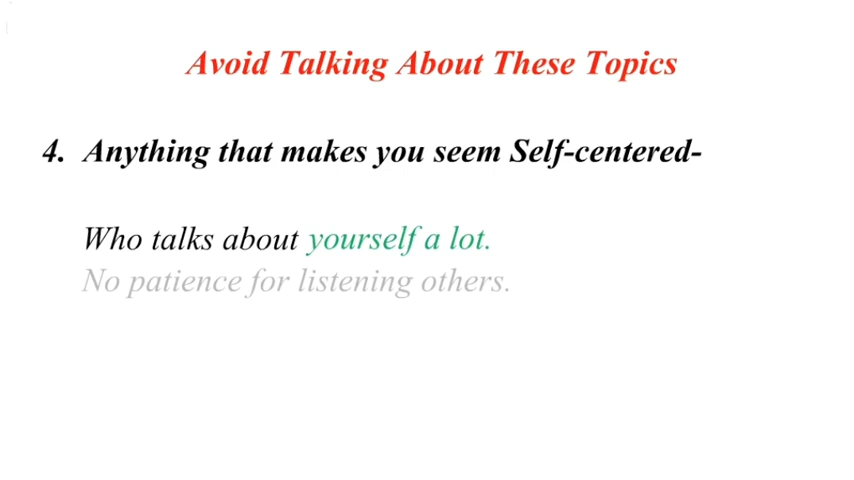 Avoid Talking About These Topics
4. Anything that makes you seem Self-centered-
Who talks about yourself a lot.
No patience for listening others.